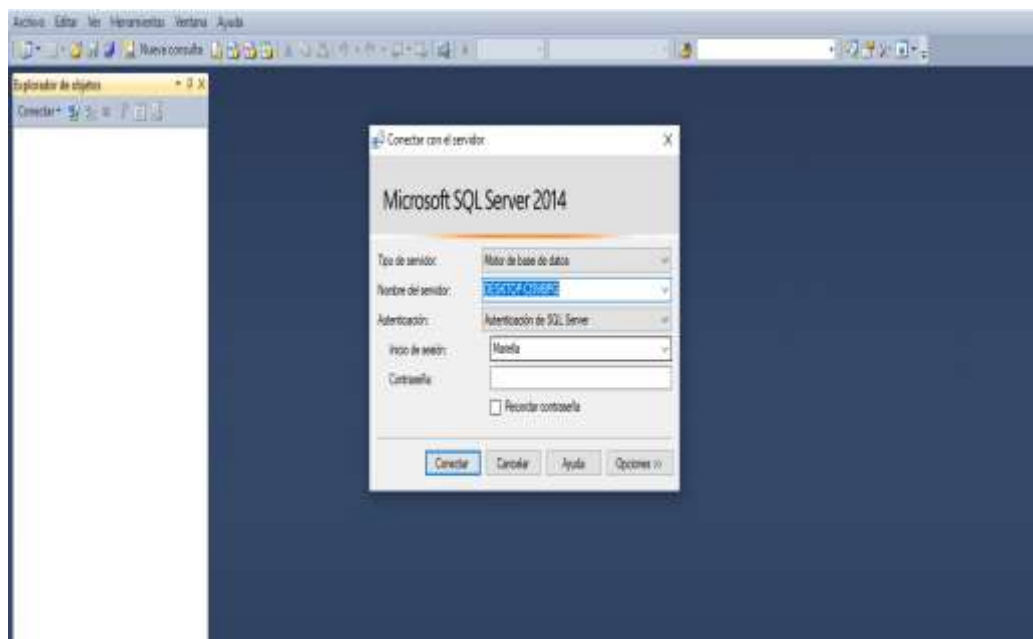 Archivo Editar Ver Herramientas Ventana Ayuda
Nueva consulta
Explorador de objetos
Conectar
Conectar con el servidor
Microsoft SQL Server 2014
Tipo de servidor: Motor de base de datos
Nombre del servidor:
Autenticación: Autenticación de SQL Server
Inicio de sesión:
Contraseña:
Recordar contraseña
Conectar Cancelar Ayuda Opciones >>